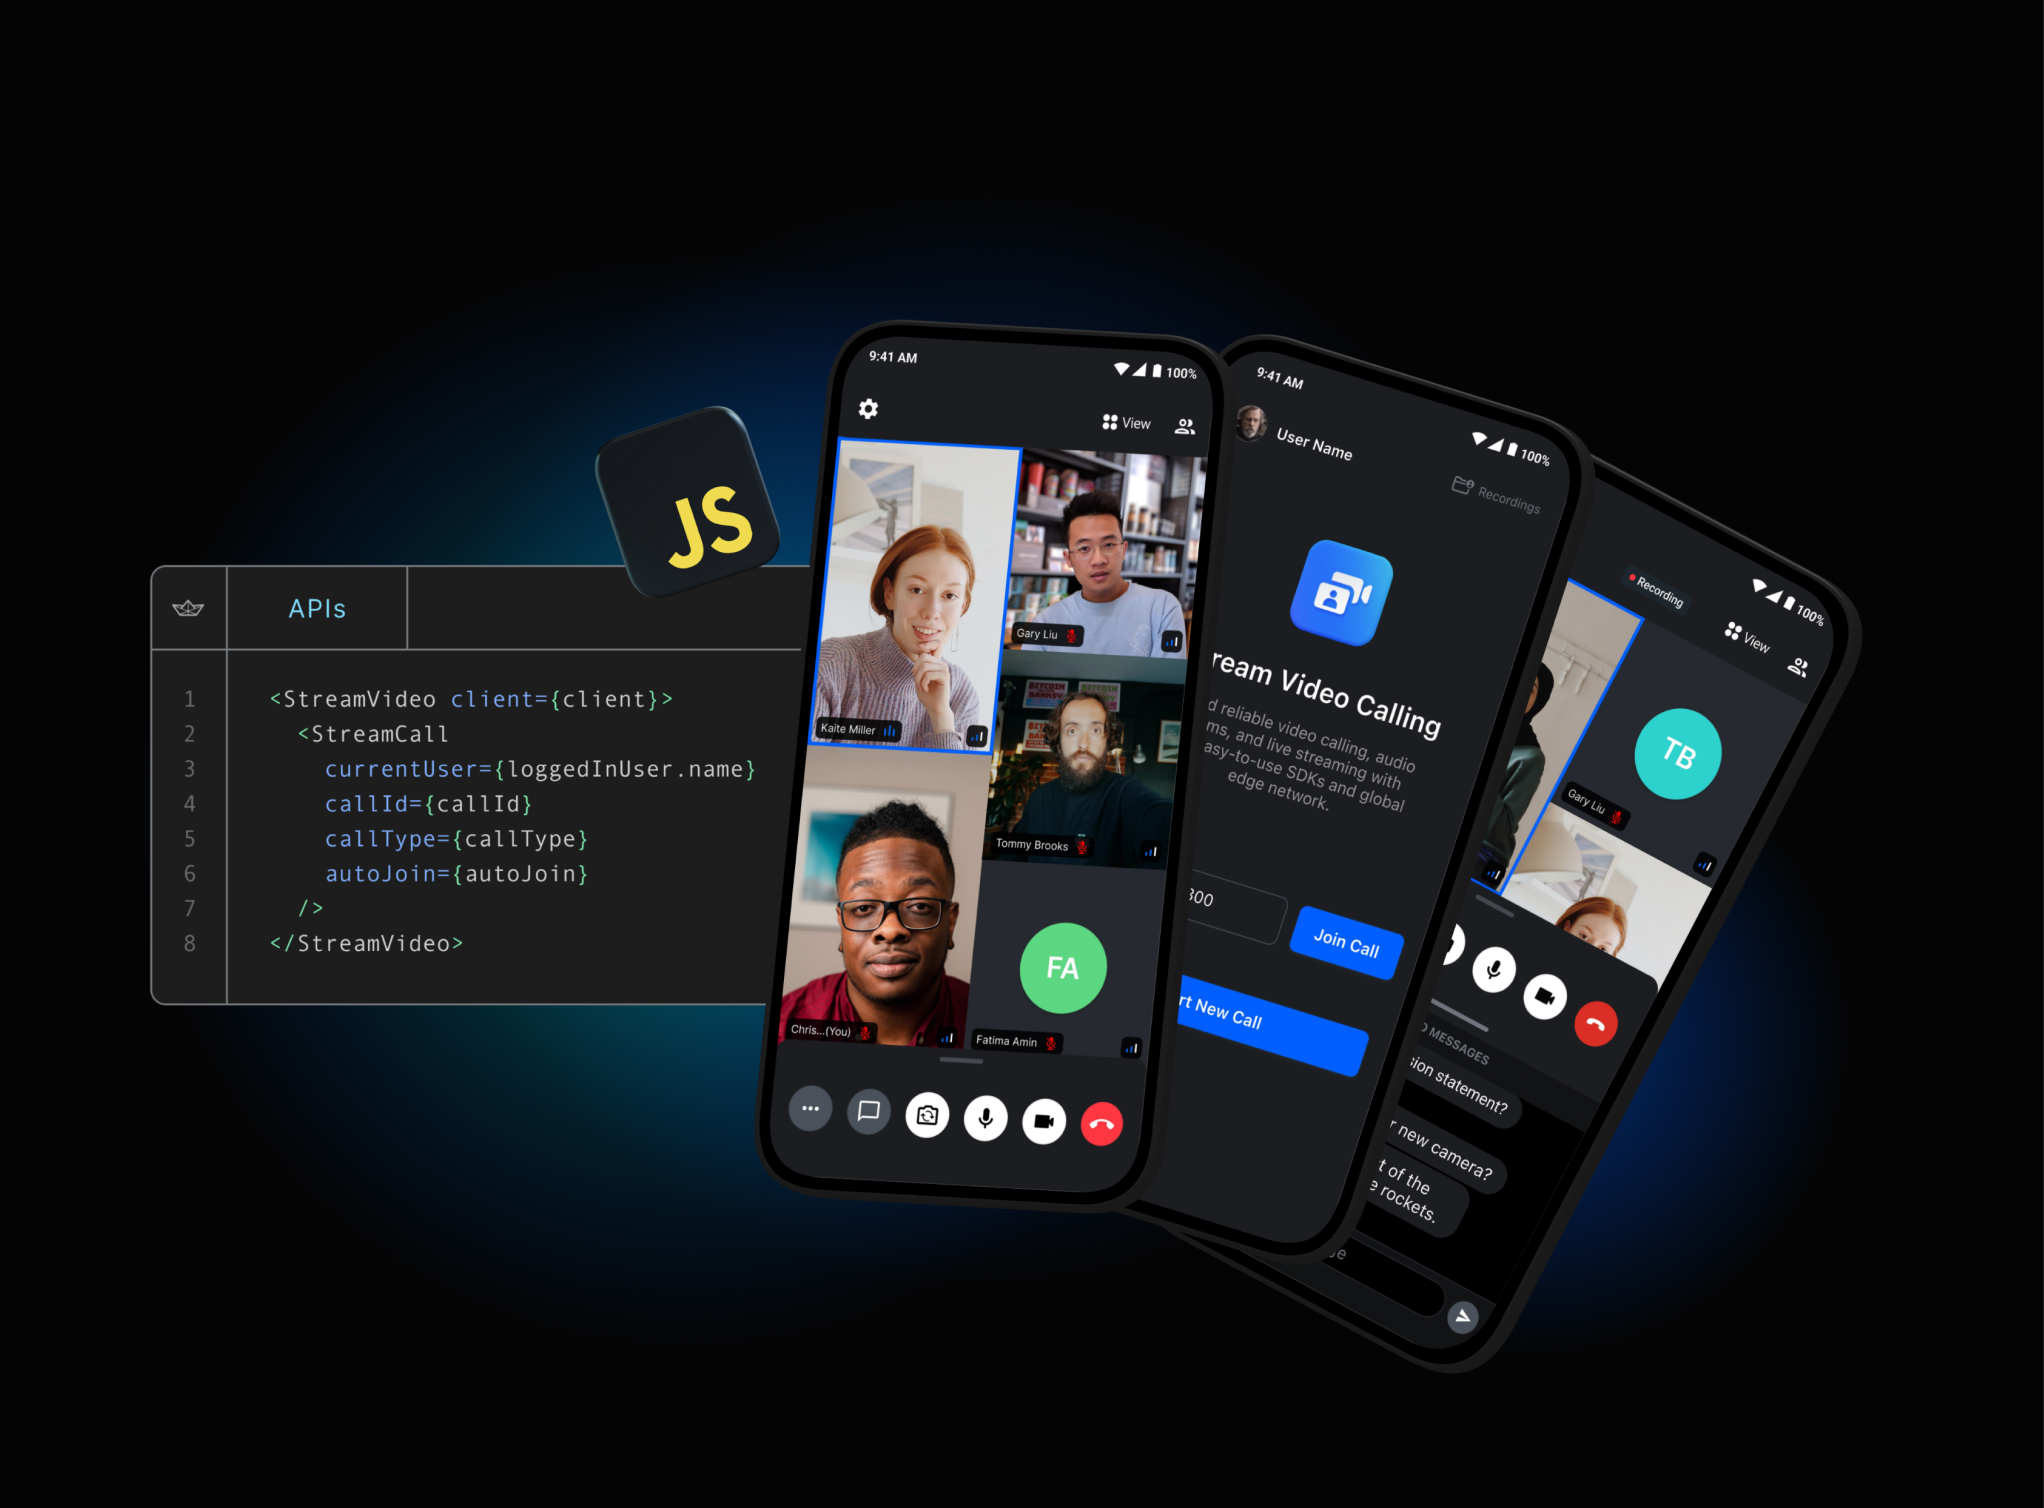 JS
APIs
1 <StreamVideo client={client}>
2 <StreamCall
3 currentUser={loggedInUser.name}
4 callId={callId}
5 callType={callType}
6 autoJoin={autoJoin}
7 />
8 </StreamVideo>
9:41 AM 100%
View
Kaite Miller
Gary Liu
Tommy Brooks
Chris...(You)
FA
Fatima Amin
9:41 AM 100%
User Name
Recordings
ream Video Calling
d reliable video calling, audio
ms, and live streaming with
asy-to-use SDKs and global
edge network.
300
Join Call
rt New Call
100%
Recording
View
TB
Gary Liu
MESSAGES
sion statement?
r new camera?
t of the
e rockets.
BITCOIN
BANKSY